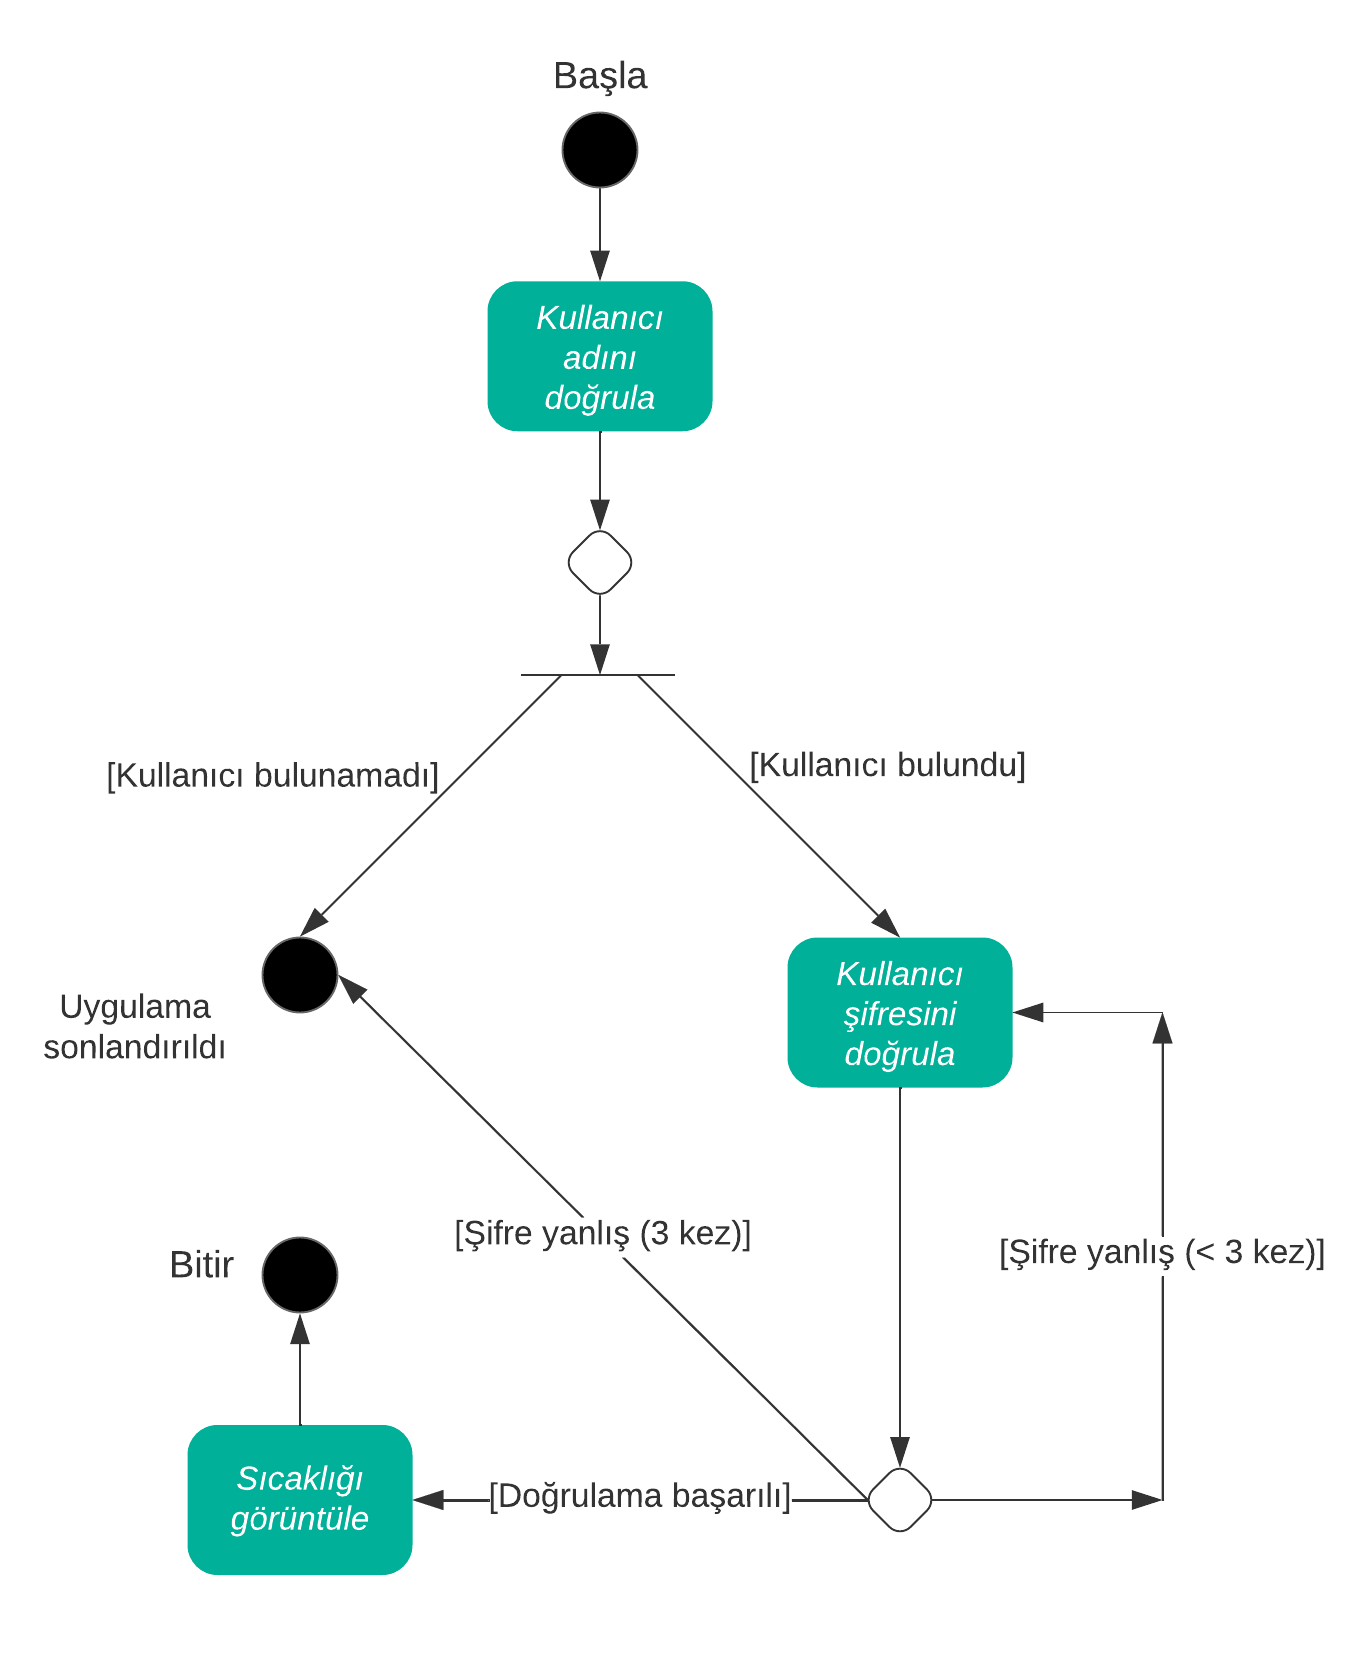 Başla
Kullanıcı
adını
doğrula
[Kullanıcı bulunamadı]
[Kullanıcı bulundu]
Uygulama
sonlandırıldı
Kullanıcı
şifresini
doğrula
[Şifre yanlış (3 kez)]
[Şifre yanlış (< 3 kez)]
Bitir
Sıcaklığı
görüntüle
[Doğrulama başarılı]